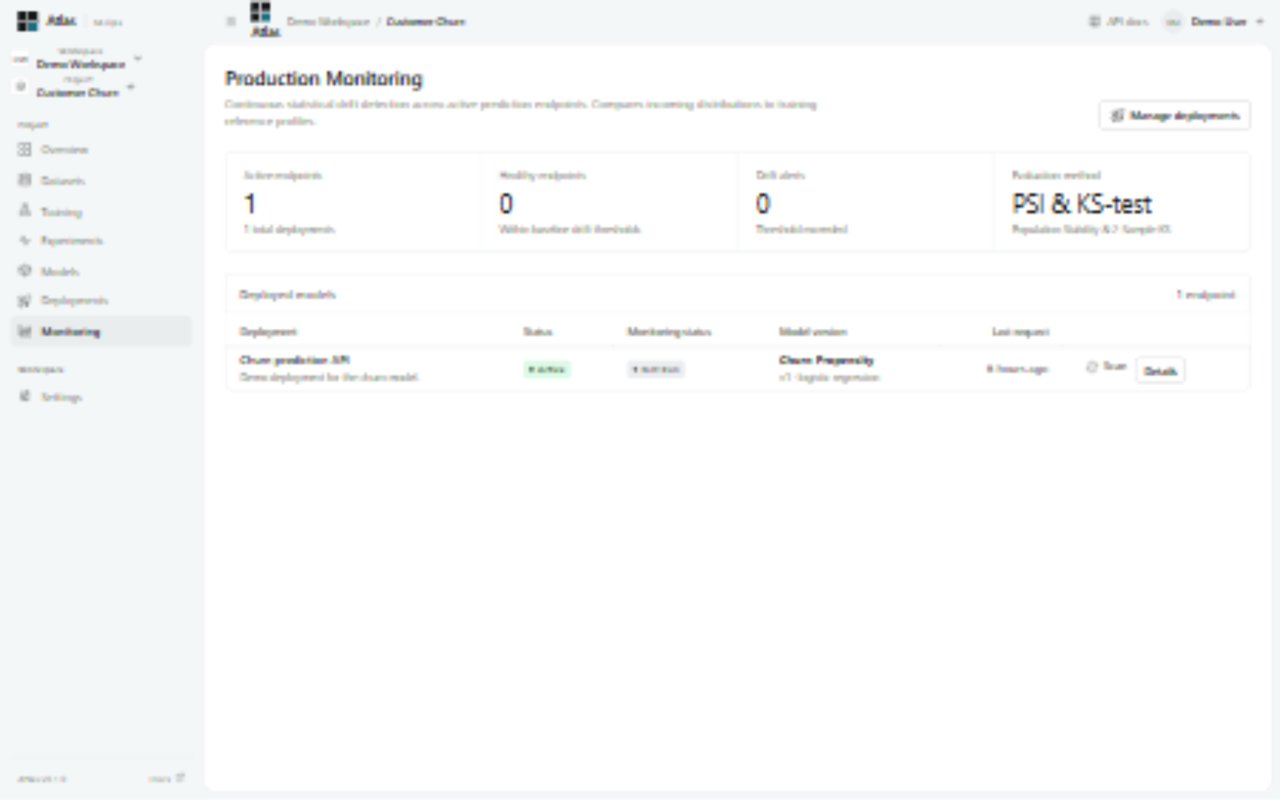 Atlas
Workspace
Demo Workspace
Project
Customer Churn
Project
Overview
Datasets
Training
Experiments
Models
Deployments
Monitoring
Workspace
Settings
Atlas
Demo Workspace / Customer Churn
API docs
Demo User
Production Monitoring
Continuous statistical drift detection across active prediction endpoints. Compares incoming distributions to training
reference profiles.
Manage deployments
Active endpoints
1
1 total deployments
Healthy endpoints
0
Within baseline drift thresholds
Drift alerts
0
Threshold exceeded
Evaluation method
PSI & KS-test
Population Stability & 2-Sample KS
Deployed models
1 endpoint
Deployment
Status
Monitoring status
Model version
Last request
Churn prediction API
Demo deployment for the churn model.
Active
Churn Propensity
v1 · logistic regression
hours ago
Scan
Details